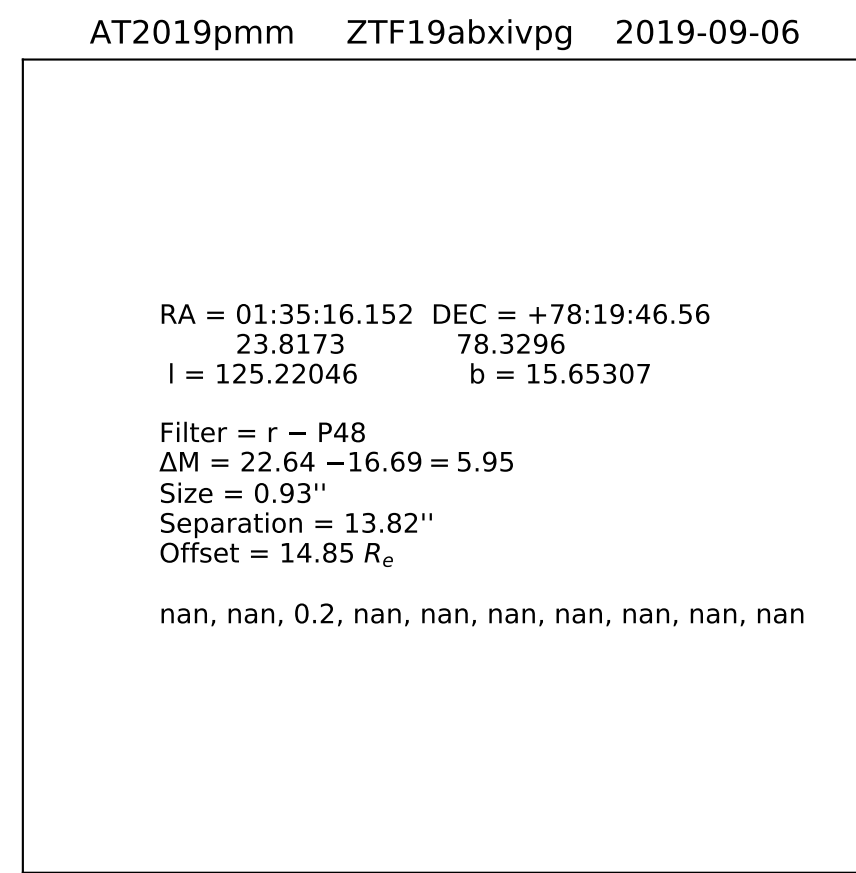 AT2019pmm ZTF19abxivpg 2019-09-06
RA = 01:35:16.152 DEC = +78:19:46.56
23.8173 78.3296
l = 125.22046 b = 15.65307
Filter = r − P48
ΔM = 22.64 −16.69 = 5.95
Size = 0.93''
Separation = 13.82''
Offset = 14.85 Re
nan, nan, 0.2, nan, nan, nan, nan, nan, nan, nan